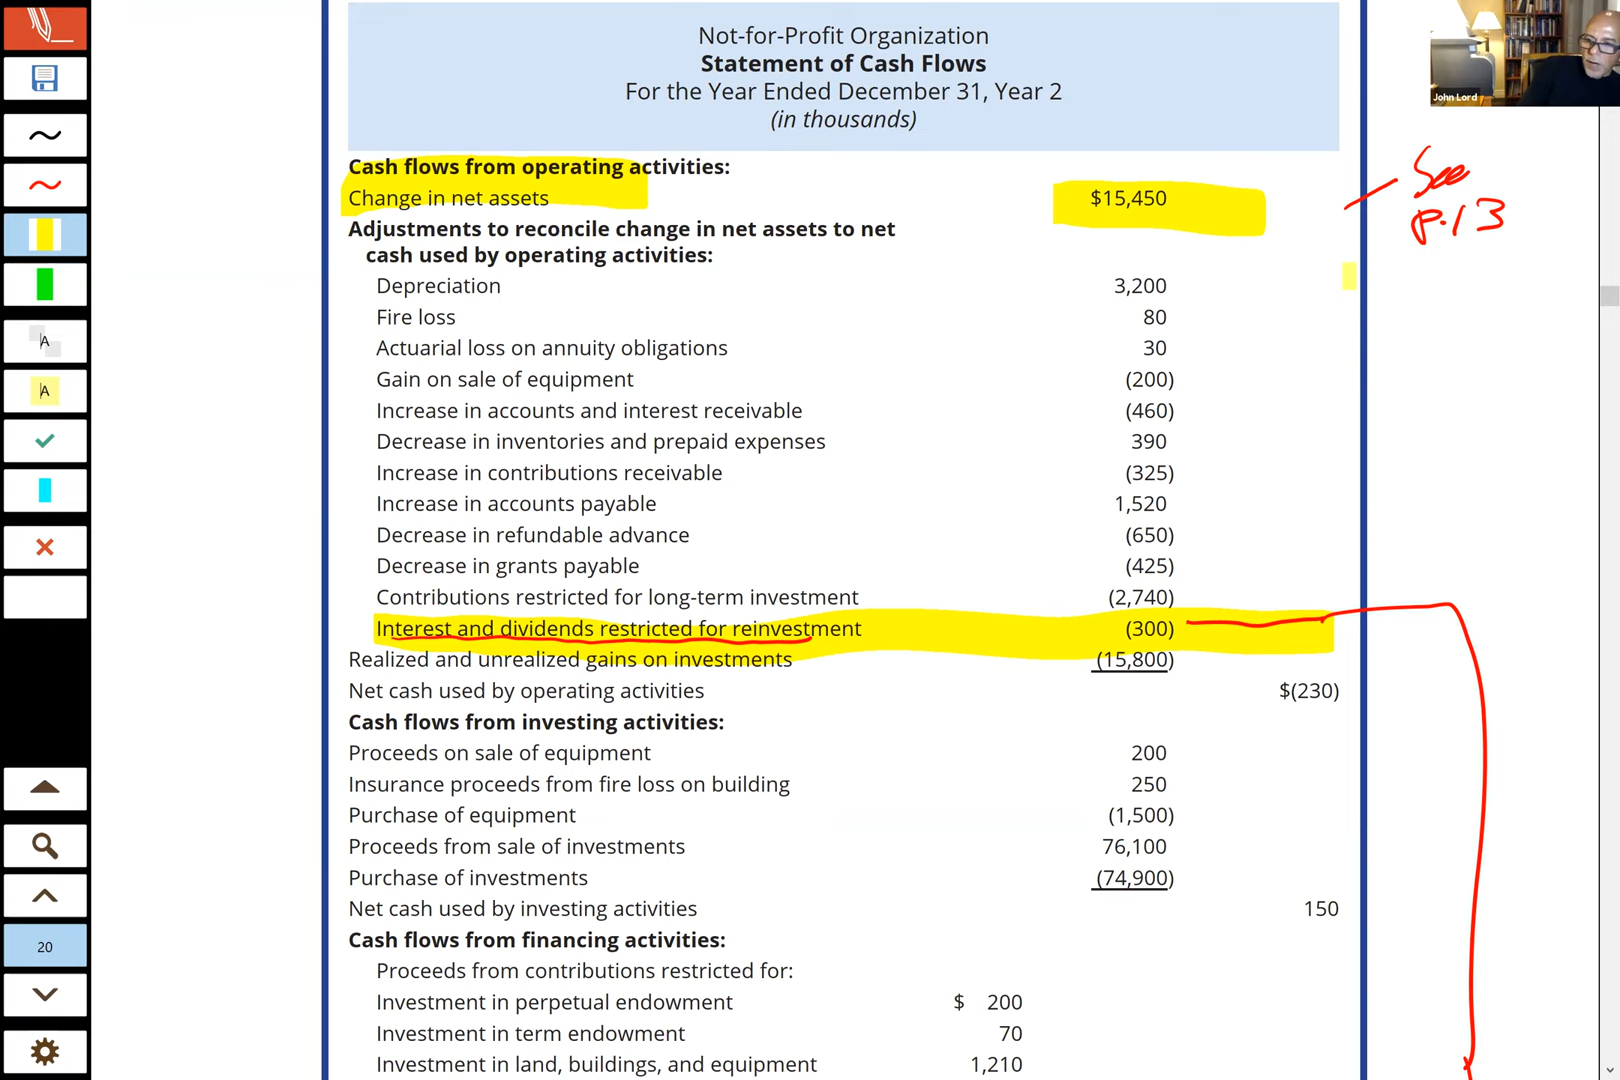 Not-for-Profit Organization
Statement of Cash Flows
For the Year Ended December 31, Year 2
(in thousands)
John Lord
Cash flows from operating activities:
Change in net assets $15,450
See
p.13
Adjustments to reconcile change in net assets to net
cash used by operating activities:
Depreciation 3,200
Fire loss 80
Actuarial loss on annuity obligations 30
Gain on sale of equipment (200)
Increase in accounts and interest receivable (460)
Decrease in inventories and prepaid expenses 390
Increase in contributions receivable (325)
Increase in accounts payable 1,520
Decrease in refundable advance (650)
Decrease in grants payable (425)
Contributions restricted for long-term investment (2,740)
Interest and dividends restricted for reinvestment (300)
Realized and unrealized gains on investments (15,800)
Net cash used by operating activities $(230)
Cash flows from investing activities:
Proceeds on sale of equipment 200
Insurance proceeds from fire loss on building 250
Purchase of equipment (1,500)
Proceeds from sale of investments 76,100
Purchase of investments (74,900)
Net cash used by investing activities 150
Cash flows from financing activities:
Proceeds from contributions restricted for:
Investment in perpetual endowment $ 200
Investment in term endowment 70
Investment in land, buildings, and equipment 1,210
A
A
20